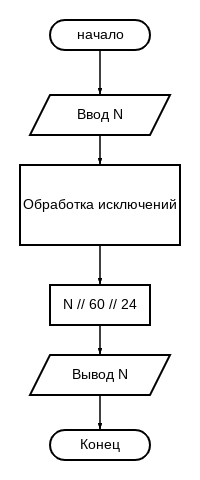 начало
Ввод N
Обработка исключений
N // 60 // 24
Вывод N
Конец